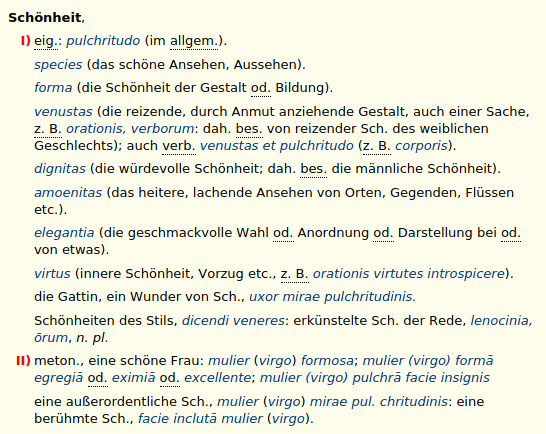 Schönheit,
I) eig.: pulchritudo (im allgem.).
species (das schöne Ansehen, Aussehen).
forma (die Schönheit der Gestalt od. Bildung).
venustas (die reizende, durch Anmut anziehende Gestalt, auch einer Sache,
z. B. orationis, verborum: dah. bes. von reizender Sch. des weiblichen
Geschlechts); auch verb. venustas et pulchritudo (z. B. corporis).
dignitas (die würdevolle Schönheit; dah. bes. die männliche Schönheit).
amoenitas (das heitere, lachende Ansehen von Orten, Gegenden, Flüssen
etc.).
elegantia (die geschmackvolle Wahl od. Anordnung od. Darstellung bei od.
von etwas).
virtus (innere Schönheit, Vorzug etc., z. B. orationis virtutes introspicere).
die Gattin, ein Wunder von Sch., uxor mirae pulchritudinis.
Schönheiten des Stils, dicendi veneres: erkünstelte Sch. der Rede, lenocinia,
ōrum, n. pl.
II) meton., eine schöne Frau: mulier (virgo) formosa; mulier (virgo) formā
egregiā od. eximiā od. excellente; mulier (virgo) pulchrā facie insignis
eine außerordentliche Sch., mulier (virgo) mirae pul. chritudinis: eine
berühmte Sch., facie inclutā mulier (virgo).